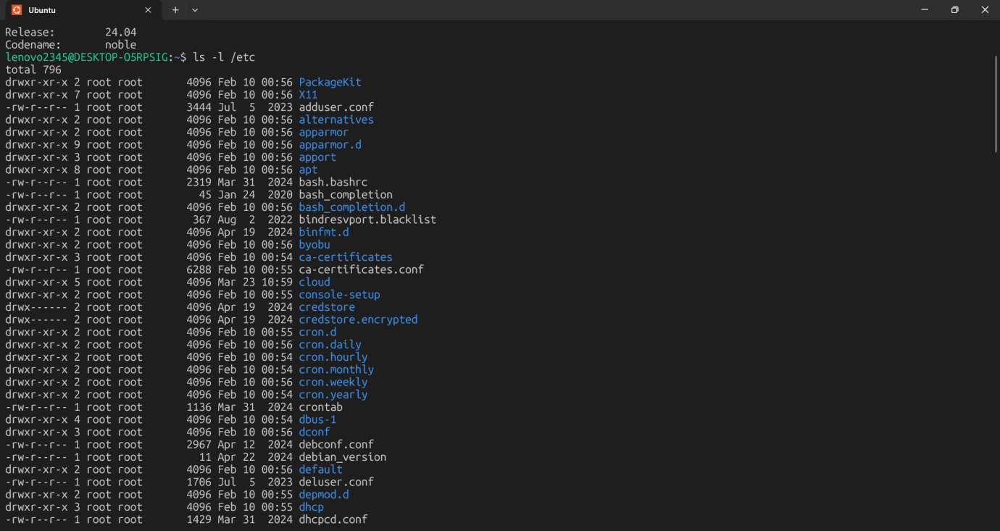 Ubuntu
Release:        24.04
Codename:       noble
lenovo2345@DESKTOP-O5RPSIG:~$ ls -l /etc
total 796
drwxr-xr-x 2 root root       4096 Feb 10 00:56 PackageKit
drwxr-xr-x 7 root root       4096 Feb 10 00:56 X11
-rw-r--r-- 1 root root       3444 Jul  5  2023 adduser.conf
drwxr-xr-x 2 root root       4096 Feb 10 00:56 alternatives
drwxr-xr-x 2 root root       4096 Feb 10 00:56 apparmor
drwxr-xr-x 9 root root       4096 Feb 10 00:56 apparmor.d
drwxr-xr-x 3 root root       4096 Feb 10 00:56 apport
drwxr-xr-x 8 root root       4096 Feb 10 00:56 apt
-rw-r--r-- 1 root root       2319 Mar 31  2024 bash.bashrc
-rw-r--r-- 1 root root         45 Jan 24  2020 bash_completion
drwxr-xr-x 2 root root       4096 Feb 10 00:56 bash_completion.d
-rw-r--r-- 1 root root        367 Aug  2  2022 bindresvport.blacklist
drwxr-xr-x 2 root root       4096 Apr 19  2024 binfmt.d
drwxr-xr-x 2 root root       4096 Feb 10 00:56 byobu
drwxr-xr-x 3 root root       4096 Feb 10 00:54 ca-certificates
-rw-r--r-- 1 root root       6288 Feb 10 00:55 ca-certificates.conf
drwxr-xr-x 5 root root       4096 Mar 23 10:59 cloud
drwxr-xr-x 2 root root       4096 Feb 10 00:55 console-setup
drwx------ 2 root root       4096 Apr 19  2024 credstore
drwx------ 2 root root       4096 Apr 19  2024 credstore.encrypted
drwxr-xr-x 2 root root       4096 Feb 10 00:55 cron.d
drwxr-xr-x 2 root root       4096 Feb 10 00:56 cron.daily
drwxr-xr-x 2 root root       4096 Feb 10 00:54 cron.hourly
drwxr-xr-x 2 root root       4096 Feb 10 00:54 cron.monthly
drwxr-xr-x 2 root root       4096 Feb 10 00:56 cron.weekly
drwxr-xr-x 2 root root       4096 Feb 10 00:54 cron.yearly
-rw-r--r-- 1 root root       1136 Mar 31  2024 crontab
drwxr-xr-x 4 root root       4096 Feb 10 00:54 dbus-1
drwxr-xr-x 3 root root       4096 Feb 10 00:56 dconf
-rw-r--r-- 1 root root       2967 Apr 12  2024 debconf.conf
-rw-r--r-- 1 root root         11 Apr 22  2024 debian_version
drwxr-xr-x 2 root root       4096 Feb 10 00:56 default
-rw-r--r-- 1 root root       1706 Jul  5  2023 deluser.conf
drwxr-xr-x 2 root root       4096 Feb 10 00:55 depmod.d
drwxr-xr-x 3 root root       4096 Feb 10 00:55 dhcp
-rw-r--r-- 1 root root       1429 Mar 31  2024 dhcpcd.conf